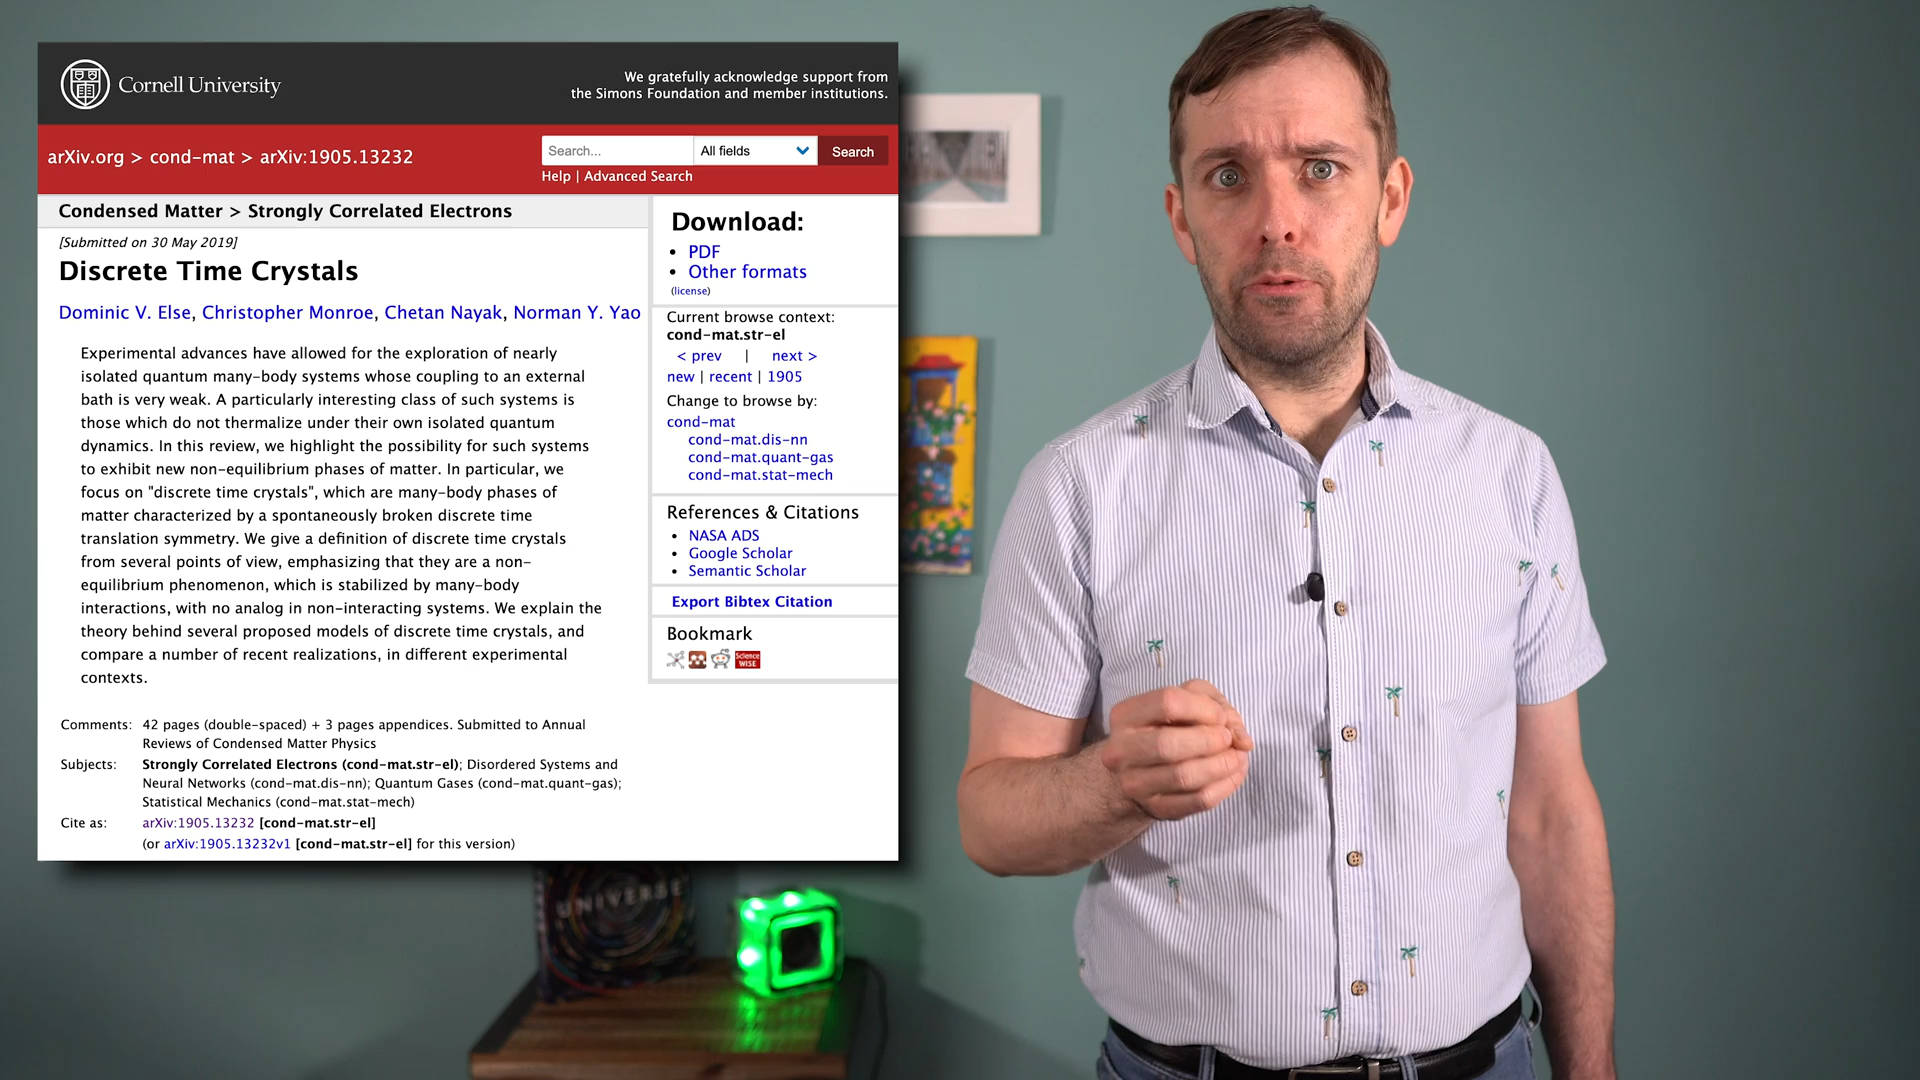 Cornell University
We gratefully acknowledge support from
the Simons Foundation and member institutions.
arXiv.org > cond-mat > arXiv:1905.13232
Search...
All fields
Search
Help | Advanced Search
Condensed Matter > Strongly Correlated Electrons
[Submitted on 30 May 2019]
Discrete Time Crystals
Dominic V. Else, Christopher Monroe, Chetan Nayak, Norman Y. Yao
Experimental advances have allowed for the exploration of nearly
isolated quantum many-body systems whose coupling to an external
bath is very weak. A particularly interesting class of such systems is
those which do not thermalize under their own isolated quantum
dynamics. In this review, we highlight the possibility for such systems
to exhibit new non-equilibrium phases of matter. In particular, we
focus on "discrete time crystals", which are many-body phases of
matter characterized by a spontaneously broken discrete time
translation symmetry. We give a definition of discrete time crystals
from several points of view, emphasizing that they are a non-
equilibrium phenomenon, which is stabilized by many-body
interactions, with no analog in non-interacting systems. We explain the
theory behind several proposed models of discrete time crystals, and
compare a number of recent realizations, in different experimental
contexts.
Comments: 42 pages (double-spaced) + 3 pages appendices. Submitted to Annual
Reviews of Condensed Matter Physics
Subjects: Strongly Correlated Electrons (cond-mat.str-el); Disordered Systems and
Neural Networks (cond-mat.dis-nn); Quantum Gases (cond-mat.quant-gas);
Statistical Mechanics (cond-mat.stat-mech)
Cite as: arXiv:1905.13232 [cond-mat.str-el]
(or arXiv:1905.13232v1 [cond-mat.str-el] for this version)
Download:
• PDF
• Other formats
(license)
Current browse context:
cond-mat.str-el
< prev | next >
new | recent | 1905
Change to browse by:
cond-mat
cond-mat.dis-nn
cond-mat.quant-gas
cond-mat.stat-mech
References & Citations
• NASA ADS
• Google Scholar
• Semantic Scholar
Export Bibtex Citation
Bookmark
Science
WISE
UNIVERSE